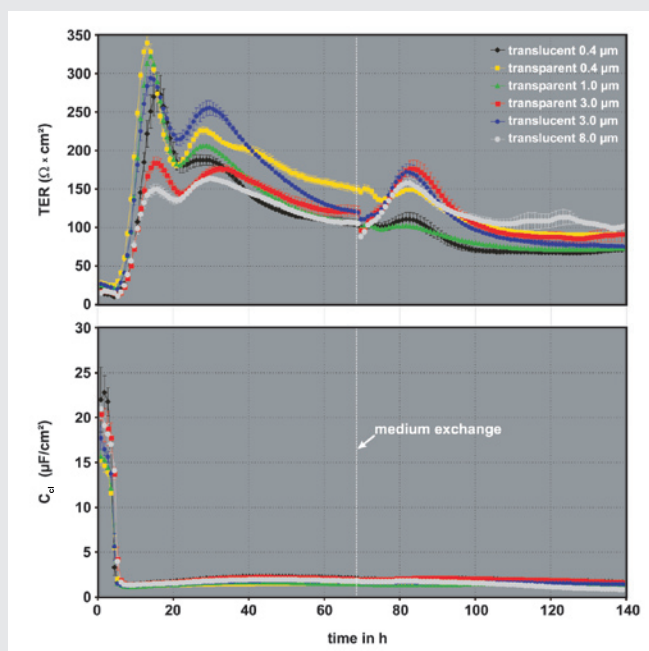 350
300
250
200
150
100
50
0
TER (Ω × cm²)
translucent 0.4 µm
transparent 0.4 µm
transparent 1.0 µm
transparent 3.0 µm
translucent 3.0 µm
translucent 8.0 µm
30
25
20
15
10
5
0
C_cl (µF/cm²)
medium exchange
0 20 40 60 80 100 120 140
time in h